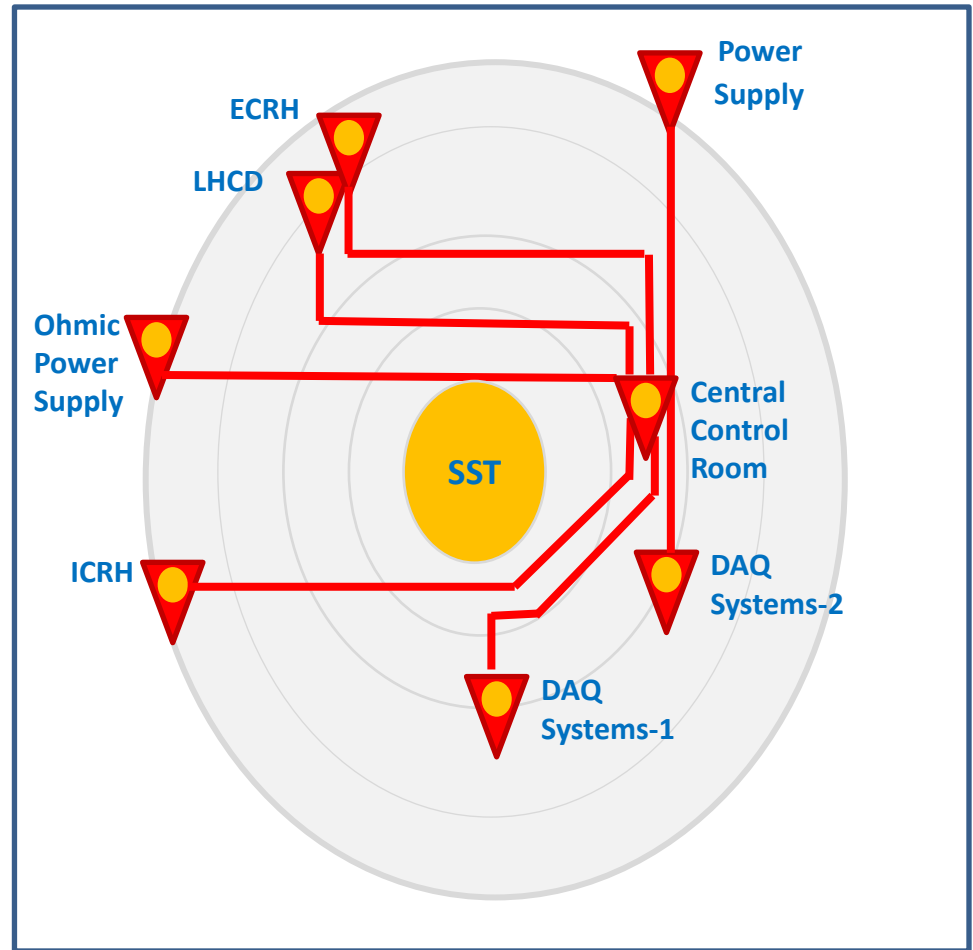 Power
Supply
ECRH
LHCD
Ohmic
Power
Supply
Central
Control
Room
SST
ICRH
DAQ
Systems-2
DAQ
Systems-1